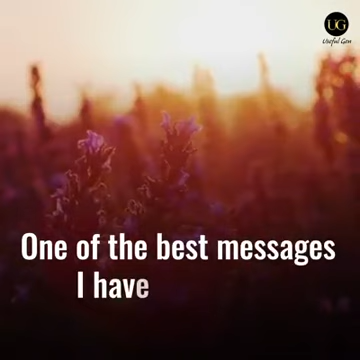 UG
Useful Gen
One of the best messages
I have